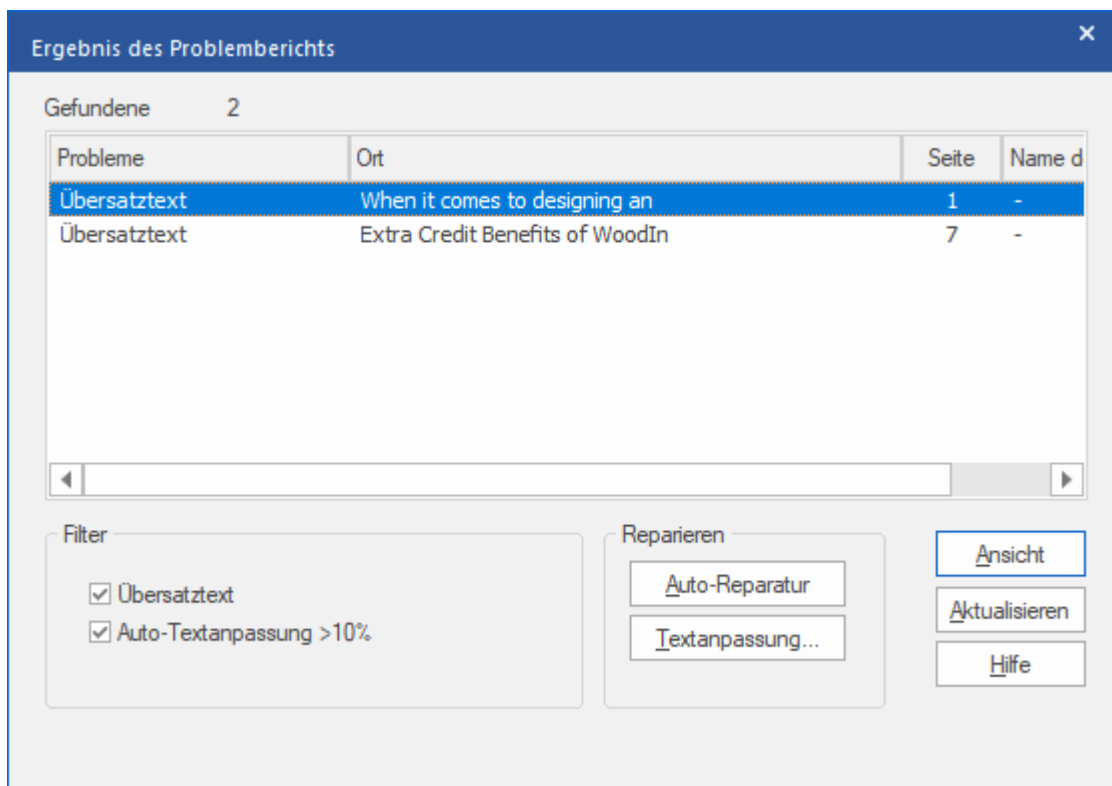 Ergebnis des Problemberichts
Gefundene 2
Probleme Ort Seite Name d
Übersatztext When it comes to designing an 1 -
Übersatztext Extra Credit Benefits of WoodIn 7 -
Filter
Übersatztext
Auto-Textanpassung >10%
Reparieren
Auto-Reparatur
Textanpassung...
Ansicht
Aktualisieren
Hilfe